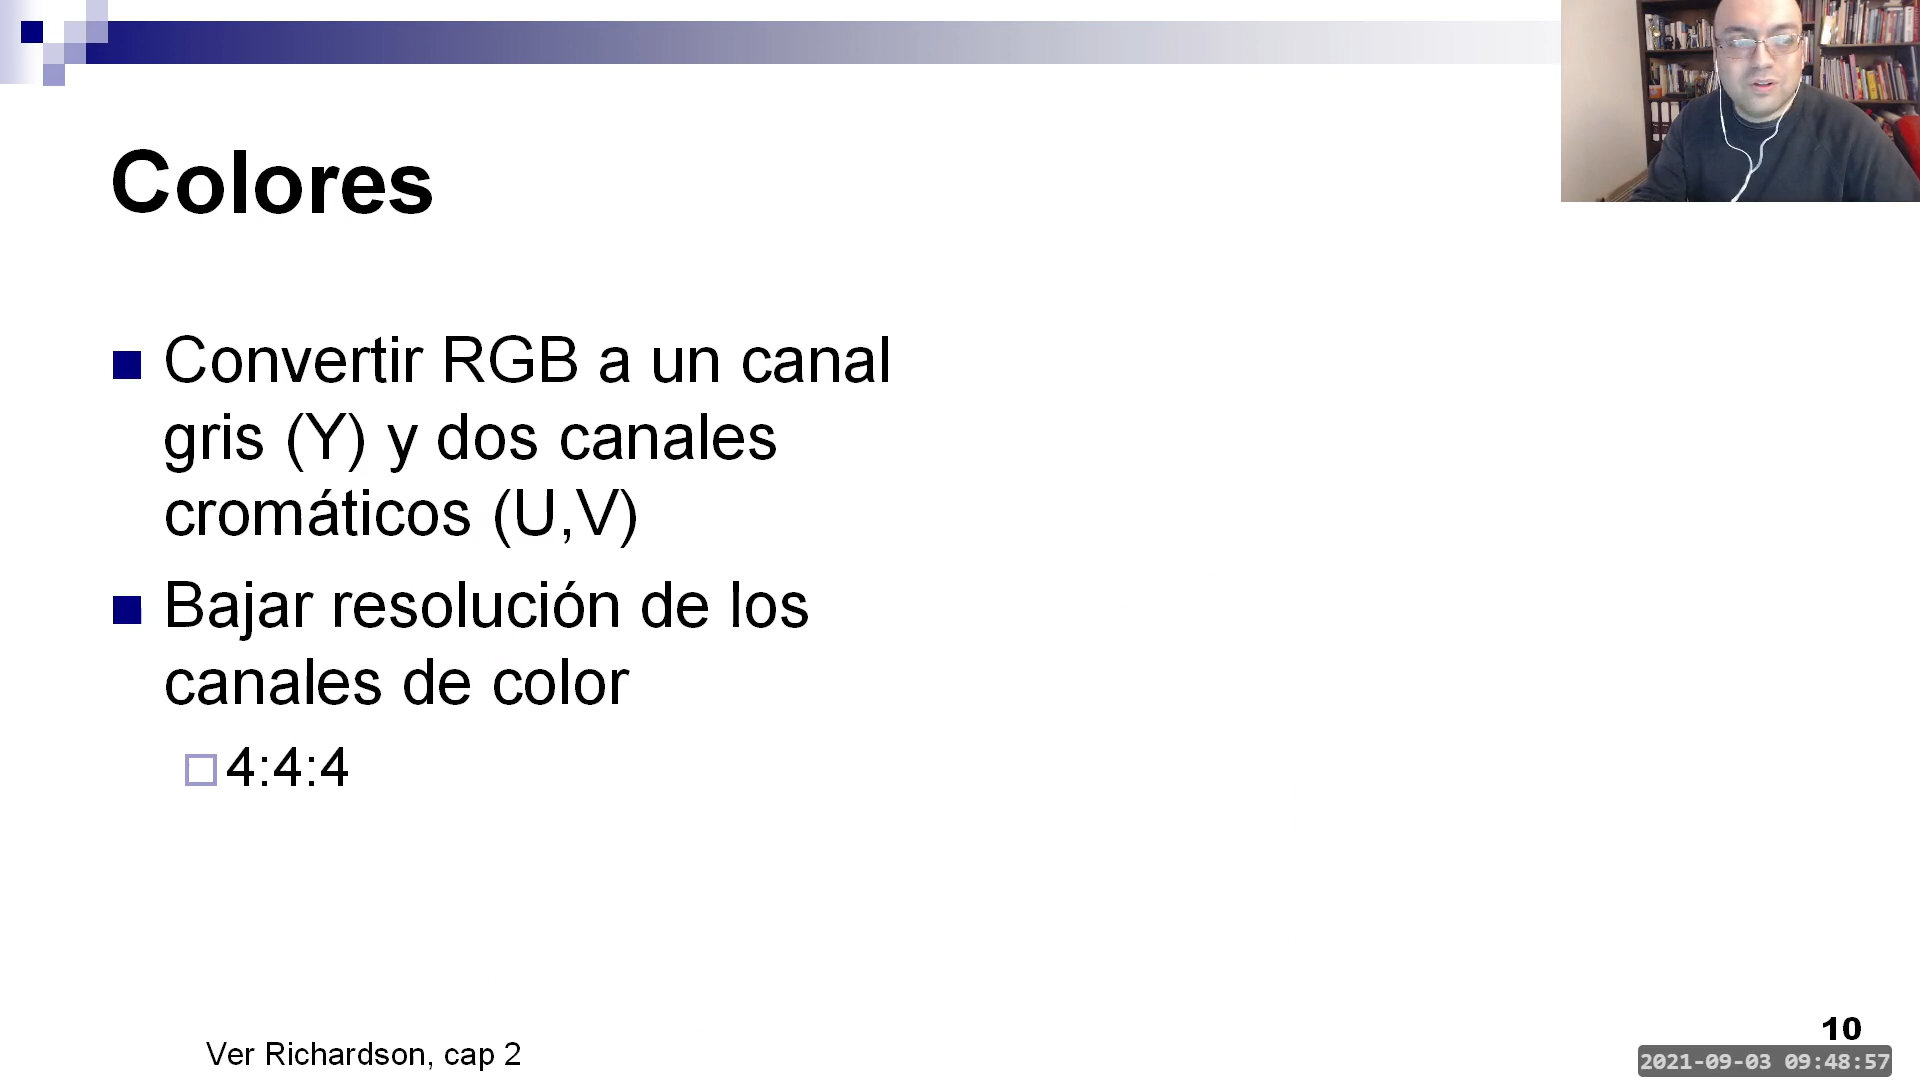 Colores
Convertir RGB a un canal
gris (Y) y dos canales
cromáticos (U,V)
Bajar resolución de los
canales de color
4:4:4
Ver Richardson, cap 2
10
2021-09-03 09:48:57